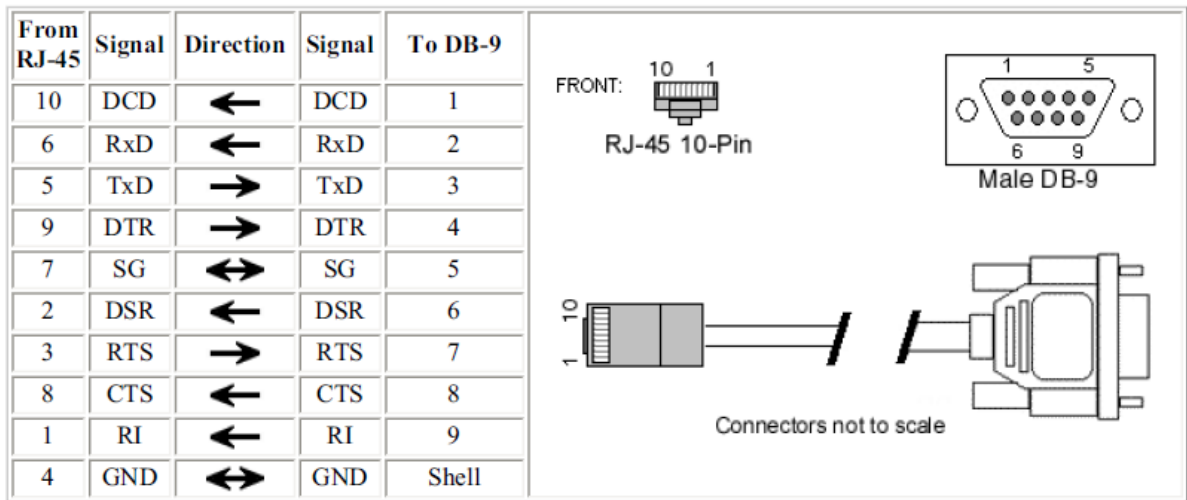 From RJ-45 Signal Direction Signal To DB-9
10 DCD ← DCD 1
6 RxD ← RxD 2
5 TxD → TxD 3
9 DTR → DTR 4
7 SG ↔ SG 5
2 DSR ← DSR 6
3 RTS → RTS 7
8 CTS ← CTS 8
1 RI ← RI 9
4 GND ↔ GND Shell
FRONT:
10 1
RJ-45 10-Pin
1 5
6 9
Male DB-9
10
1
Connectors not to scale